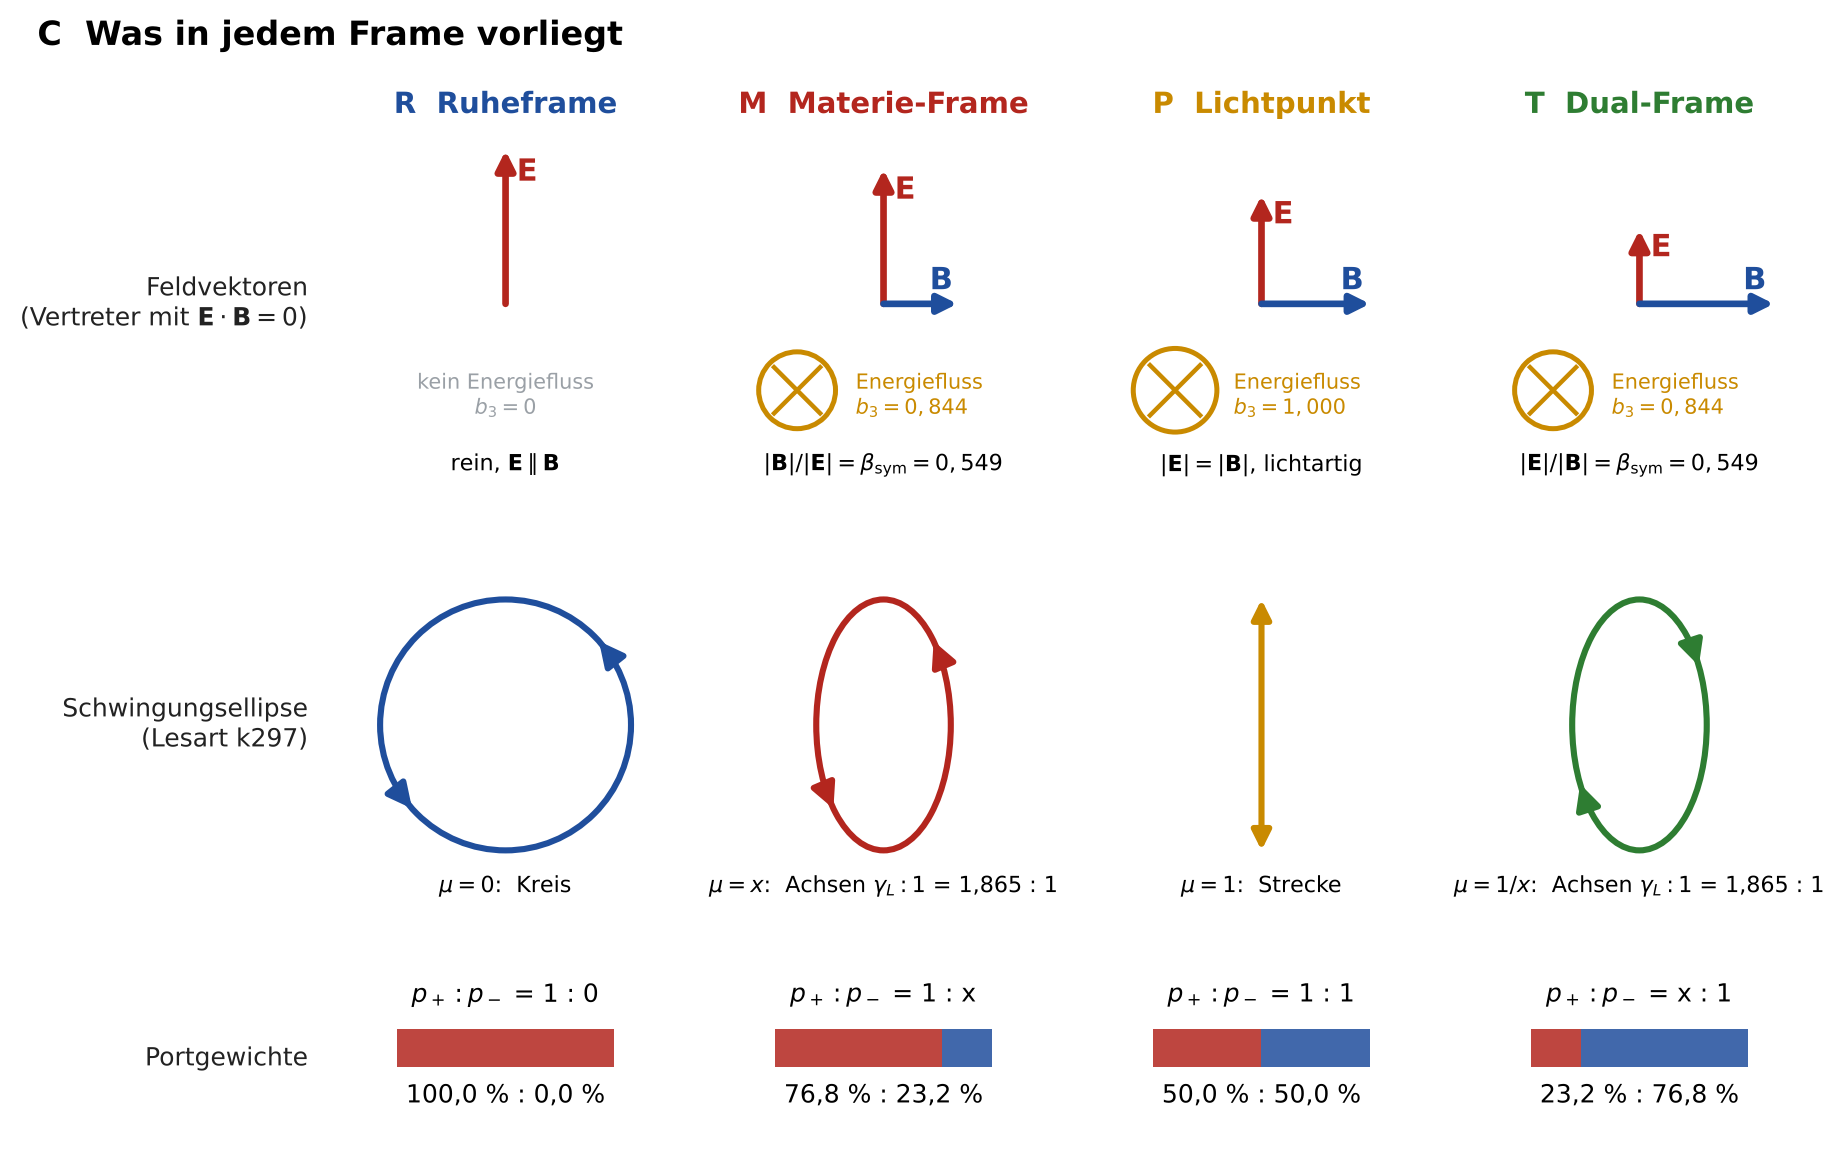 C Was in jedem Frame vorliegt
R Ruheframe
M Materie-Frame
P Lichtpunkt
T Dual-Frame
Feldvektoren
(Vertreter mit E · B = 0)
E
E
B
E
B
E
B
kein Energiefluss
b₃ = 0
Energiefluss
b₃ = 0, 844
Energiefluss
b₃ = 1, 000
Energiefluss
b₃ = 0, 844
rein, E ∥ B
|B|/|E| = βsym = 0, 549
|E| = |B|, lichtartig
|E|/|B| = βsym = 0, 549
Schwingungsellipse
(Lesart k297)
μ = 0: Kreis
μ = x: Achsen γL : 1 = 1,865 : 1
μ = 1: Strecke
μ = 1/x: Achsen γL : 1 = 1,865 : 1
Portgewichte
p₊ : p₋ = 1 : 0
p₊ : p₋ = 1 : x
p₊ : p₋ = 1 : 1
p₊ : p₋ = x : 1
100,0 % : 0,0 %
76,8 % : 23,2 %
50,0 % : 50,0 %
23,2 % : 76,8 %